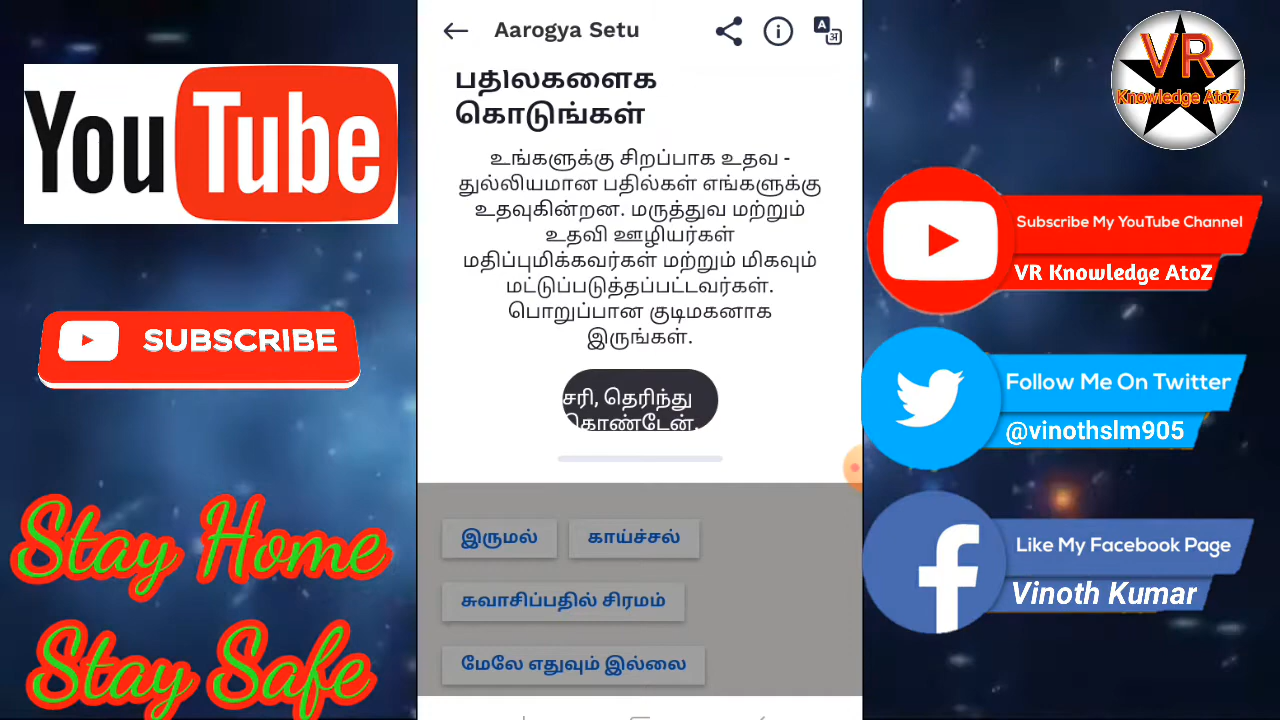 YouTube
SUBSCRIBE
Stay Home
Stay Safe
Aarogya Setu
A
अ
பதில்களைக்
கொடுங்கள்
உங்களுக்கு சிறப்பாக உதவ -
துல்லியமான பதில்கள் எங்களுக்கு
உதவுகின்றன. மருத்துவ மற்றும்
உதவி ஊழியர்கள்
மதிப்புமிக்கவர்கள் மற்றும் மிகவும்
மட்டுப்படுத்தப்பட்டவர்கள்.
பொறுப்பான குடிமகனாக
இருங்கள்.
சரி, தெரிந்து
கொண்டேன்.
இருமல்
காய்ச்சல்
சுவாசிப்பதில் சிரமம்
மேலே எதுவும் இல்லை
VR
Knowledge AtoZ
Subscribe My YouTube Channel
VR Knowledge AtoZ
Follow Me On Twitter
@vinothslm905
Like My Facebook Page
Vinoth Kumar